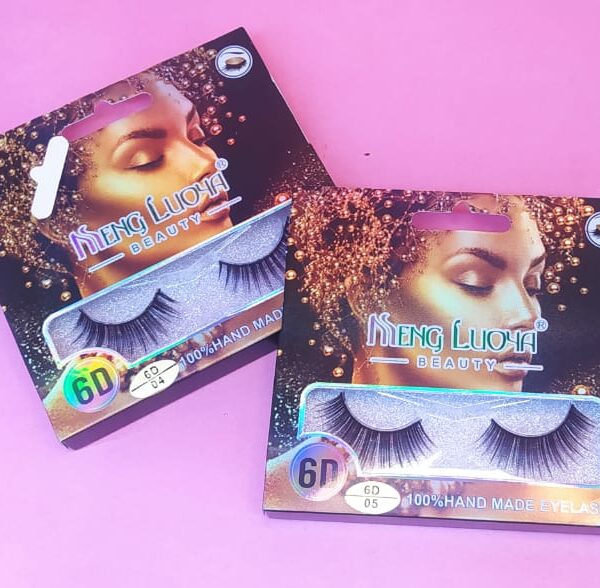 MENG LUOYA®
BEAUTY
6D
6D
04
100%HAND MADE
MENG LUOYA®
BEAUTY
6D
6D
05
100%HAND MADE EYELAS